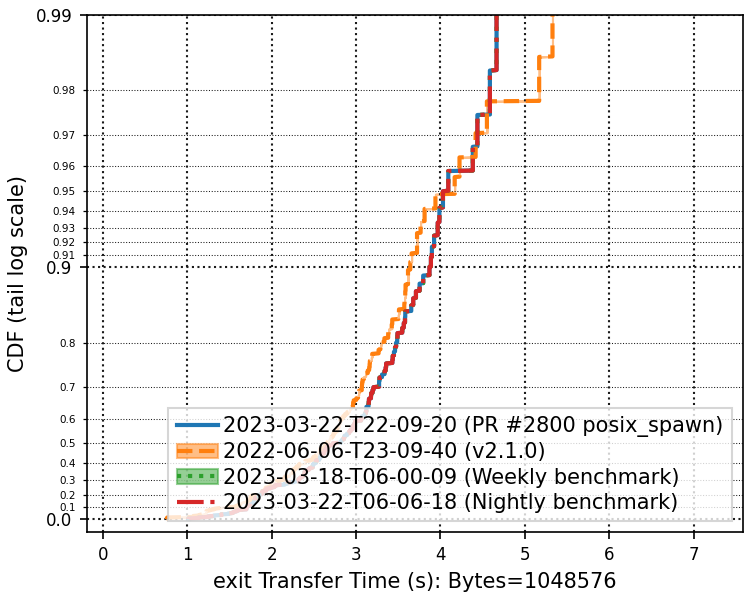 0.99
0.98
0.97
0.96
0.95
0.94
0.93
0.92
0.91
0.9
0.8
0.7
0.6
0.5
0.4
0.3
0.2
0.1
0.0
CDF (tail log scale)
2023-03-22-T22-09-20 (PR #2800 posix_spawn)
2022-06-06-T23-09-40 (v2.1.0)
2023-03-18-T06-00-09 (Weekly benchmark)
2023-03-22-T06-06-18 (Nightly benchmark)
0 1 2 3 4 5 6 7
exit Transfer Time (s): Bytes=1048576